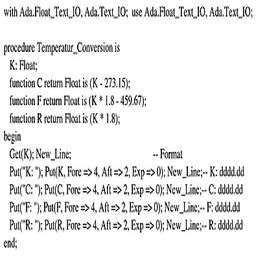 with Ada.Float_Text_IO, Ada.Text_IO; use Ada.Float_Text_IO, Ada.Text_IO;
procedure Temperatur_Conversion is
K: Float;
function C return Float is (K - 273.15);
function F return Float is (K * 1.8 - 459.67);
function R return Float is (K * 1.8);
begin
Get(K); New_Line; -- Format
Put("K: "); Put(K, Fore => 4, Aft => 2, Exp => 0); New_Line;-- K: dddd.dd
Put("C: "); Put(C, Fore => 4, Aft => 2, Exp => 0); New_Line;-- C: dddd.dd
Put("F: "); Put(F, Fore => 4, Aft => 2, Exp => 0); New_Line;-- F: dddd.dd
Put("R: "); Put(R, Fore => 4, Aft => 2, Exp => 0); New_Line;-- R: dddd.dd
end;